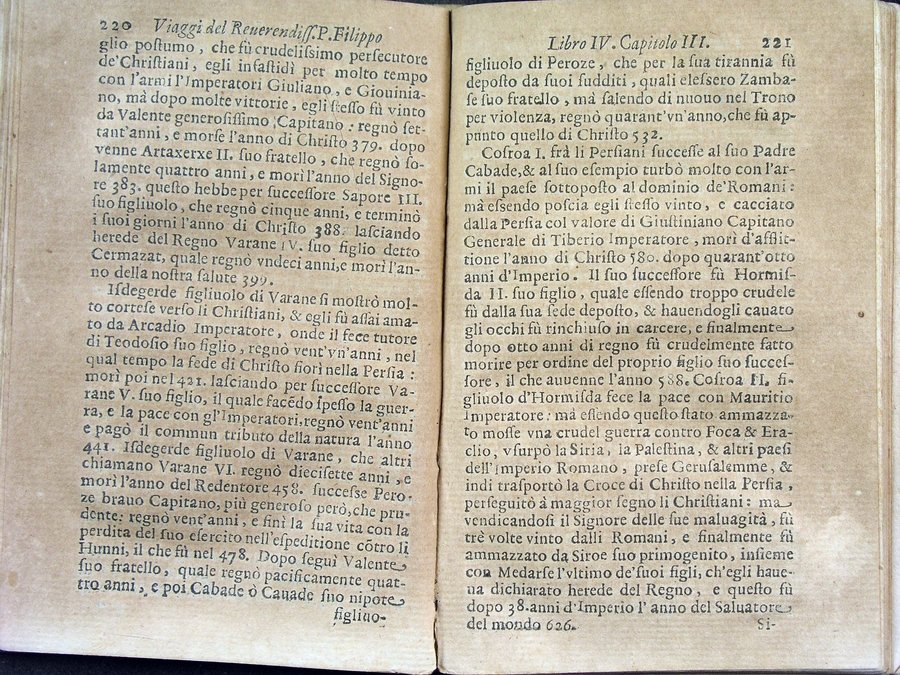 220 Viaggi del Reuerendiſſ. P. Filippo
glio poſtumo, che fù crudeliſſimo perſecutore
de'Chriſtiani, egli infaſtidì per molto tempo
con l'armi l'Imperatori Giuliano, e Giouinia-
no, mà dopo molte vittorie, egli ſteſſo fù vinto
da Valente generoſiſſimo Capitano: regnò ſet-
tant'anni, e morſe l'anno di Chriſto 379. dopo
venne Artaxerxe II. ſuo fratello, che regnò ſo-
lamente quattro anni, e morì l'anno del Signo-
re 383. queſto hebbe per ſucceſſore Sapore III.
ſuo figliuolo, che regnò cinque anni, e terminò
i ſuoi giorni l'anno di Chriſto 388. laſciando
herede del Regno Varane IV. ſuo figlio detto
Cermazat, quale regnò vndeci anni, e morì l'an-
no della noſtra ſalute 399.
Iſdegerde figliuolo di Varane ſi moſtrò mol-
to corteſe verſo li Chriſtiani, & egli fù aſſai ama-
to da Arcadio Imperatore, onde il fece tutore
di Teodoſio ſuo figlio, regnò vent'vn'anni, nel
qual tempo la fede di Chriſto fiorì nella Perſia:
morì poi nel 421. laſciando per ſucceſſore Va-
rane V. ſuo figlio, il quale facẽdo ſpeſſo la guer-
ra, e la pace con gl'Imperatori, regnò vent'anni
e pagò il commun tributo della natura l'anno
441. Iſdegerde figliuolo di Varane, che altri
chiamano Varane VI. regnò dieciſette anni, e
morì l'anno del Redentore 458. ſucceſſe Pero-
ze brauo Capitano, più generoſo però, che pru-
dente: regnò vent'anni, e finì la ſua vita con la
perdita del ſuo eſercito nell'eſpeditione cõtro li
Hunni, il che fù nel 478. Dopo ſeguì Valente
ſuo fratello, quale regnò pacificamente quat-
tro anni, e poi Cabade ò Cauade ſuo nipote
figliuo-
Libro IV. Capitolo III. 221
figliuolo di Peroze, che per la ſua tirannia fù
depoſto da ſuoi ſudditi, quali eleſſero Zamba-
ſe ſuo fratello, mà ſalendo di nuouo nel Trono
per violenza, regnò quarant'vn'anno, che fù ap-
punto quello di Chriſto 532.
Coſroa I. frà li Perſiani ſucceſſe al ſuo Padre
Cabade, & al ſuo eſempio turbò molto con l'ar-
mi il paeſe ſottopoſto al dominio de'Romani:
mà eſſendo poſcia egli ſteſſo vinto, e cacciato
dalla Perſia col valore di Giuſtiniano Capitano
Generale di Tiberio Imperatore, morì d'afflit-
tione l'anno di Chriſto 580. dopo quarant'otto
anni d'Imperio. Il ſuo ſucceſſore fù Hormiſ-
da II. ſuo figlio, quale eſſendo troppo crudele
fù dalla ſua ſede depoſto, & hauendogli cauato
gli occhi fù rinchiuſo in carcere, e finalmente
dopo otto anni di regno fù crudelmente fatto
morire per ordine del proprio figlio ſuo ſucceſ-
ſore, il che auuenne l'anno 588. Coſroa II. fi-
gliuolo d'Hormiſda fece la pace con Mauritio
Imperatore: mà eſſendo queſto ſtato ammazza-
to moſſe vna crudel guerra contro Foca & Era-
clio, vſurpò la Siria, la Paleſtina, & altri paeſi
dell'Imperio Romano, preſe Geruſalemme, &
indi traſportò la Croce di Chriſto nella Perſia,
perſeguitò à maggior ſegno li Chriſtiani: ma
vendicandoſi il Signore delle ſue maluagità, fù
trè volte vinto dalli Romani, e finalmente fù
ammazzato da Siroe ſuo primogenito, inſieme
con Medarſe l'vltimo de'ſuoi figli, ch'egli haue-
ua dichiarato herede del Regno, e queſto fù
dopo 38. anni d'Imperio l'anno del Saluatore
del mondo 626.
Si-